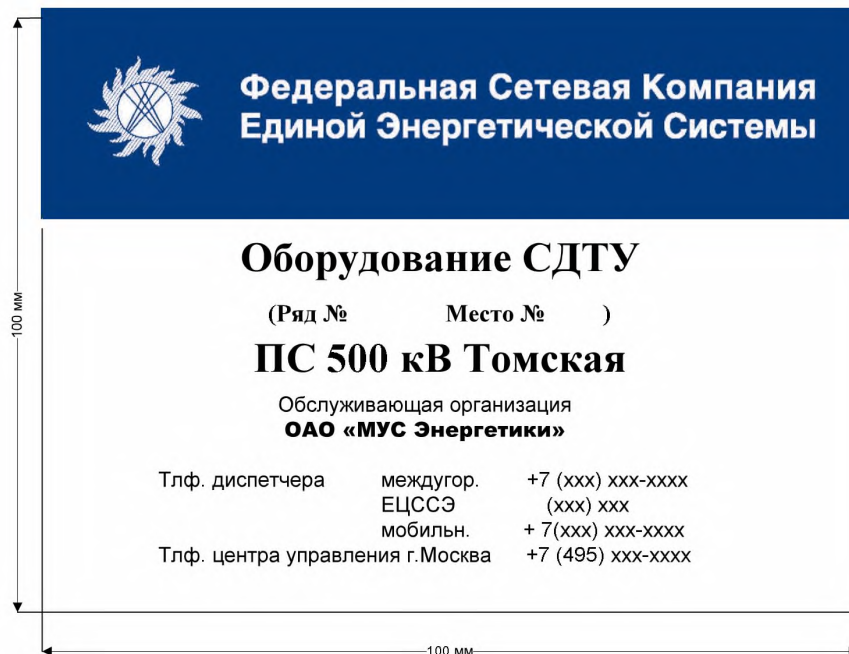 Федеральная Сетевая Компания
Единой Энергетической Системы
Оборудование СДТУ
(Ряд № Место № )
ПС 500 кВ Томская
Обслуживающая организация
ОАО «МУС Энергетики»
Тлф. диспетчера междугор. +7 (xxx) xxx-xxxx
ЕЦССЭ (xxx) xxx
мобильн. + 7(xxx) xxx-xxxx
Тлф. центра управления г.Москва +7 (495) xxx-xxxx
100 мм
100 мм